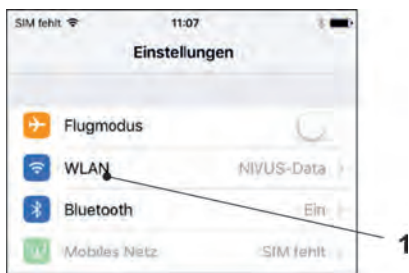 SIM fehlt 11:07
Einstellungen
Flugmodus
WLAN NIVUS-Data
Bluetooth Ein
Mobiles Netz SIM fehlt
1